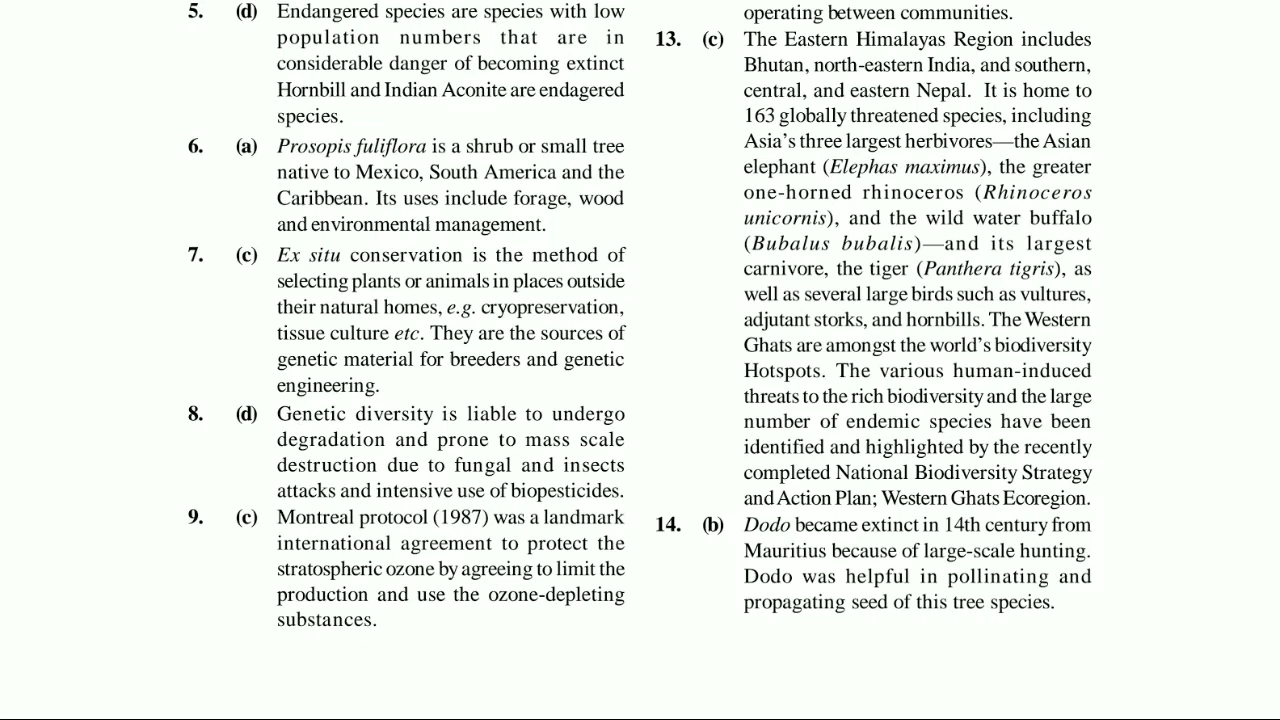 5. (d) Endangered species are species with low
population numbers that are in
considerable danger of becoming extinct
Hornbill and Indian Aconite are endagered
species.
6. (a) Prosopis fuliflora is a shrub or small tree
native to Mexico, South America and the
Caribbean. Its uses include forage, wood
and environmental management.
7. (c) Ex situ conservation is the method of
selecting plants or animals in places outside
their natural homes, e.g. cryopreservation,
tissue culture etc. They are the sources of
genetic material for breeders and genetic
engineering.
8. (d) Genetic diversity is liable to undergo
degradation and prone to mass scale
destruction due to fungal and insects
attacks and intensive use of biopesticides.
9. (c) Montreal protocol (1987) was a landmark
international agreement to protect the
stratospheric ozone by agreeing to limit the
production and use the ozone-depleting
substances.
operating between communities.
13. (c) The Eastern Himalayas Region includes
Bhutan, north-eastern India, and southern,
central, and eastern Nepal. It is home to
163 globally threatened species, including
Asia's three largest herbivores—the Asian
elephant (Elephas maximus), the greater
one-horned rhinoceros (Rhinoceros
unicornis), and the wild water buffalo
(Bubalus bubalis)—and its largest
carnivore, the tiger (Panthera tigris), as
well as several large birds such as vultures,
adjutant storks, and hornbills. The Western
Ghats are amongst the world's biodiversity
Hotspots. The various human-induced
threats to the rich biodiversity and the large
number of endemic species have been
identified and highlighted by the recently
completed National Biodiversity Strategy
and Action Plan; Western Ghats Ecoregion.
14. (b) Dodo became extinct in 14th century from
Mauritius because of large-scale hunting.
Dodo was helpful in pollinating and
propagating seed of this tree species.